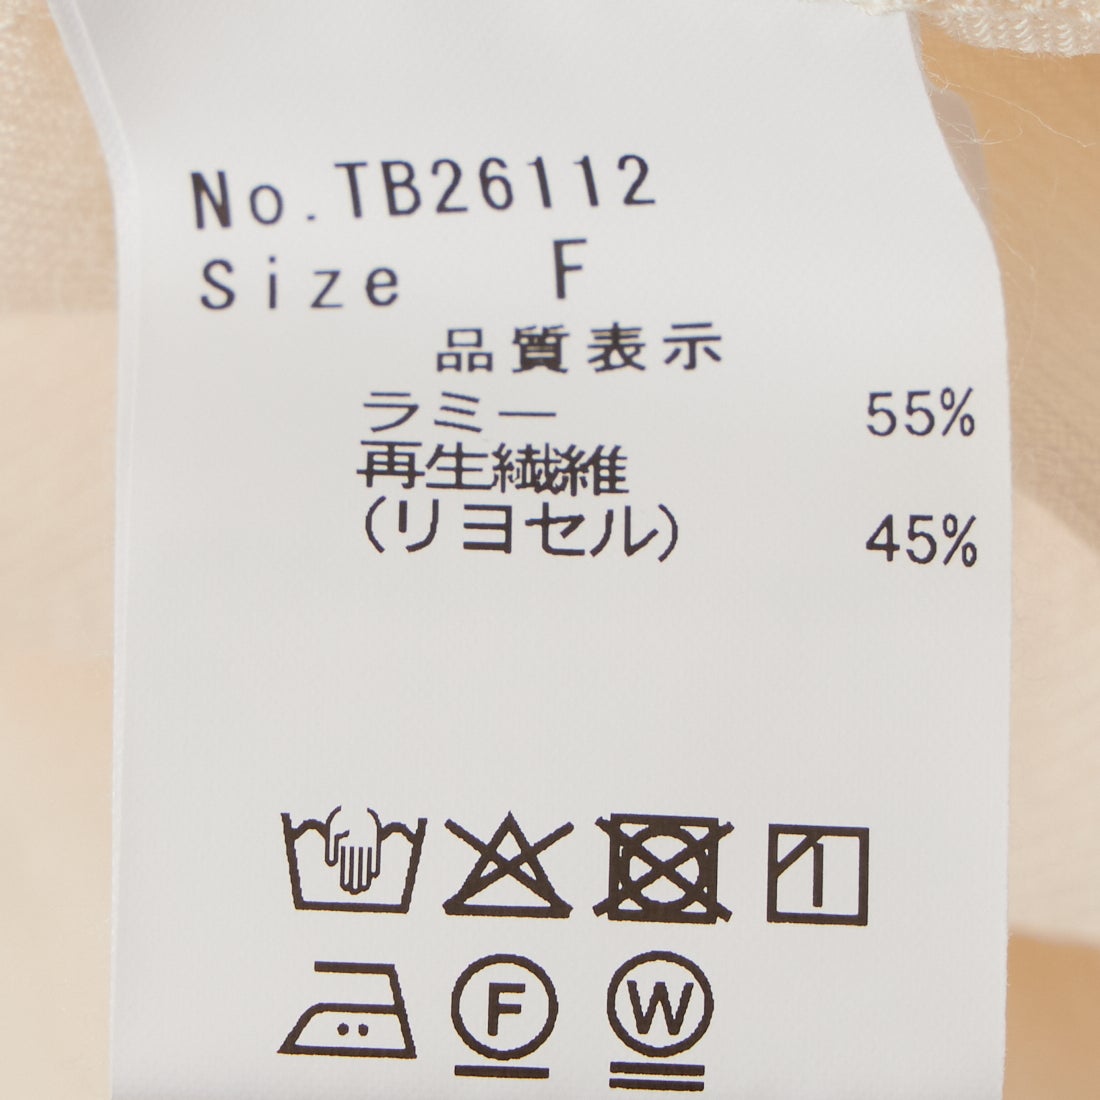 No.TB26112
Size F
品質表示
ラミー 55%
再生繊維
(リヨセル) 45%
F W